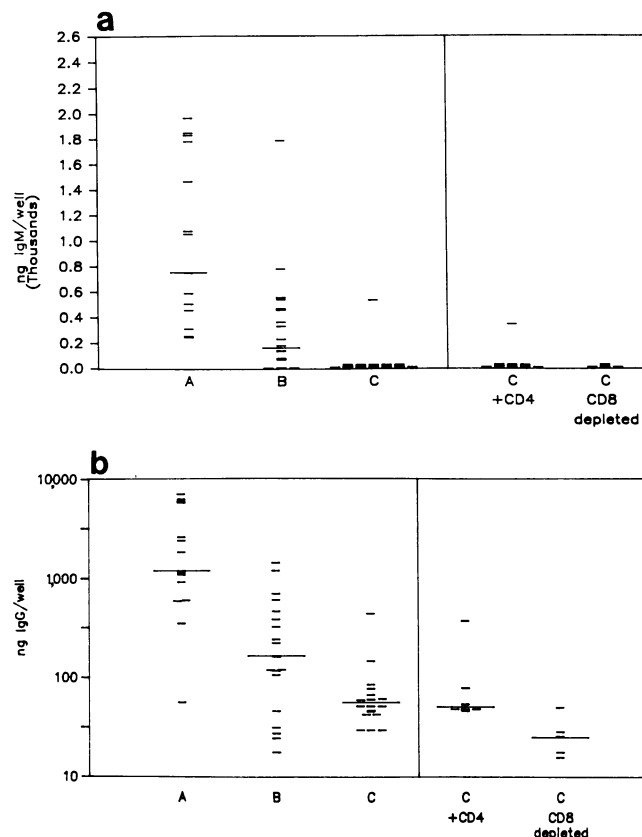 a
2.6
2.4
2.2
2.0
1.8
1.6
1.4
1.2
1.0
0.8
0.6
0.4
0.2
0.0
ng IgM/well
(Thousands)
A B C C C
+CD4 CD8
depleted
b
10,000
1,000
100
10
ng IgG/well
A B C C C
+CD4 CD8
depleted